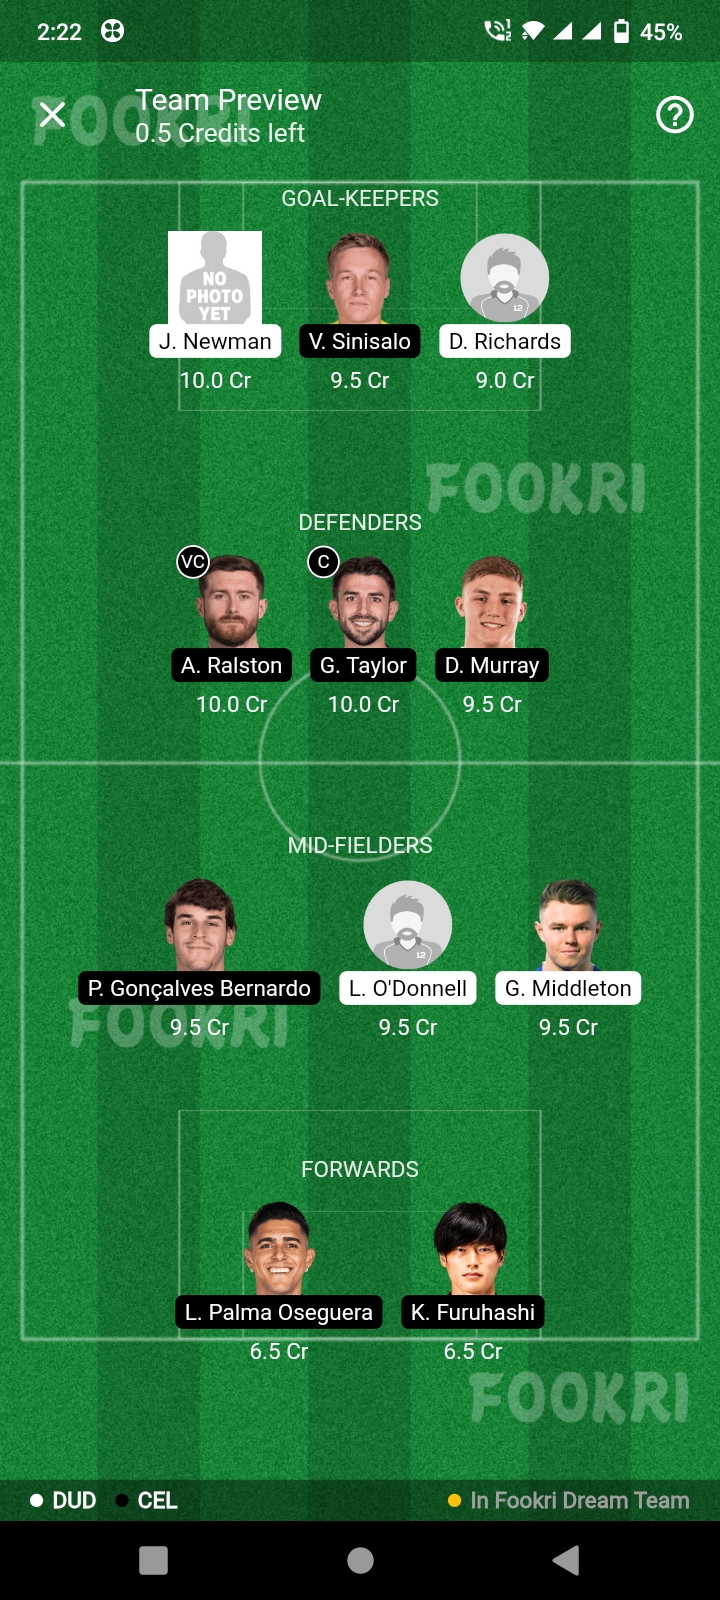 2:22
45%
Team Preview
0.5 Credits left
FOOKRI
GOAL-KEEPERS
NO PHOTO YET
12
J. Newman V. Sinisalo D. Richards
10.0 Cr 9.5 Cr 9.0 Cr
FOOKRI
DEFENDERS
VC C
A. Ralston G. Taylor D. Murray
10.0 Cr 10.0 Cr 9.5 Cr
MID-FIELDERS
12
P. Gonçalves Bernardo L. O'Donnell G. Middleton
FOOKRI
9.5 Cr 9.5 Cr 9.5 Cr
FORWARDS
L. Palma Oseguera K. Furuhashi
6.5 Cr 6.5 Cr
FOOKRI
DUD CEL In Fookri Dream Team